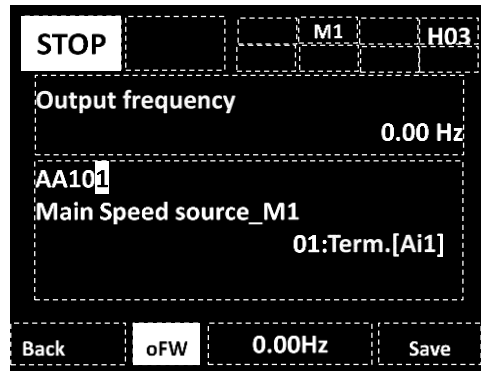 STOP
M1
H03
Output frequency
0.00 Hz
AA101
Main Speed source_M1
01:Term.[Ai1]
Back
oFW
0.00Hz
Save